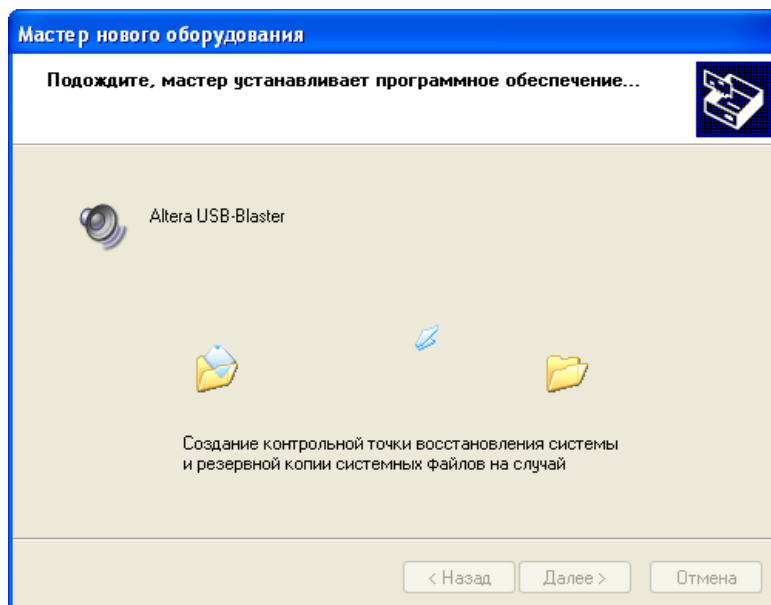 Мастер нового оборудования
Подождите, мастер устанавливает программное обеспечение...
Altera USB-Blaster
Создание контрольной точки восстановления системы
и резервной копии системных файлов на случай
< Назад
Далее >
Отмена